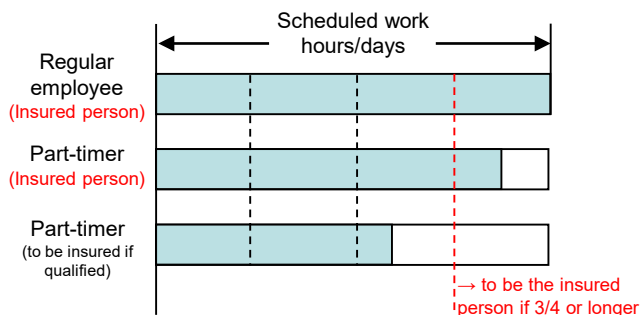 Scheduled work
hours/days
Regular
employee
(Insured person)
Part-timer
(Insured person)
Part-timer
(to be insured if
qualified)
→ to be the insured
person if 3/4 or longer